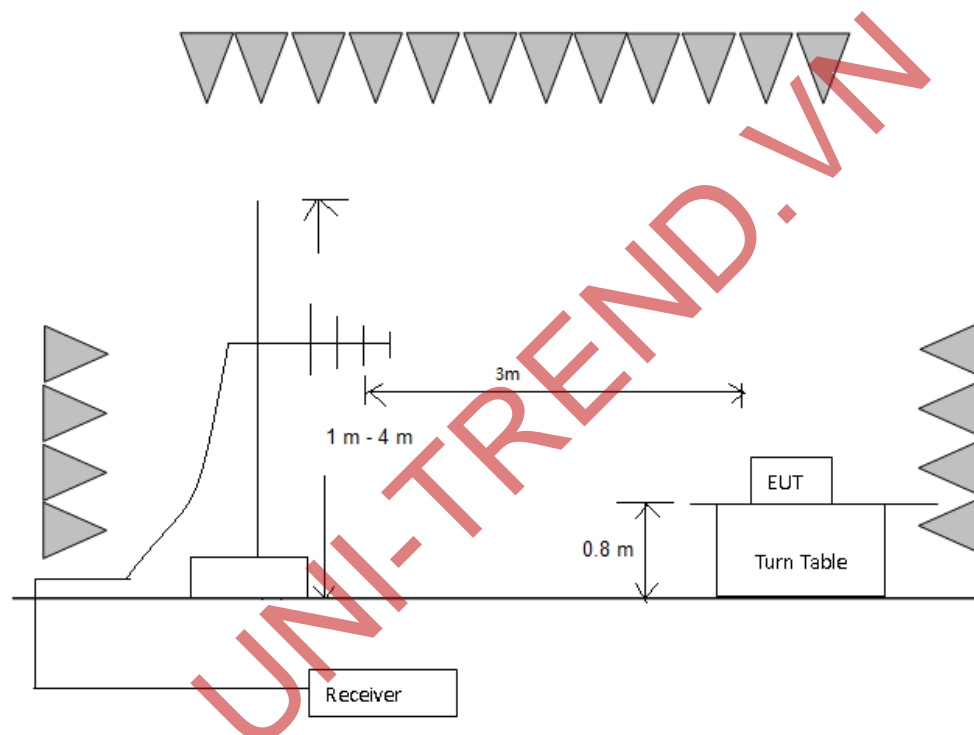 3m
1 m - 4 m
EUT
0.8 m
Turn Table
Receiver
UNI-TREND.VN